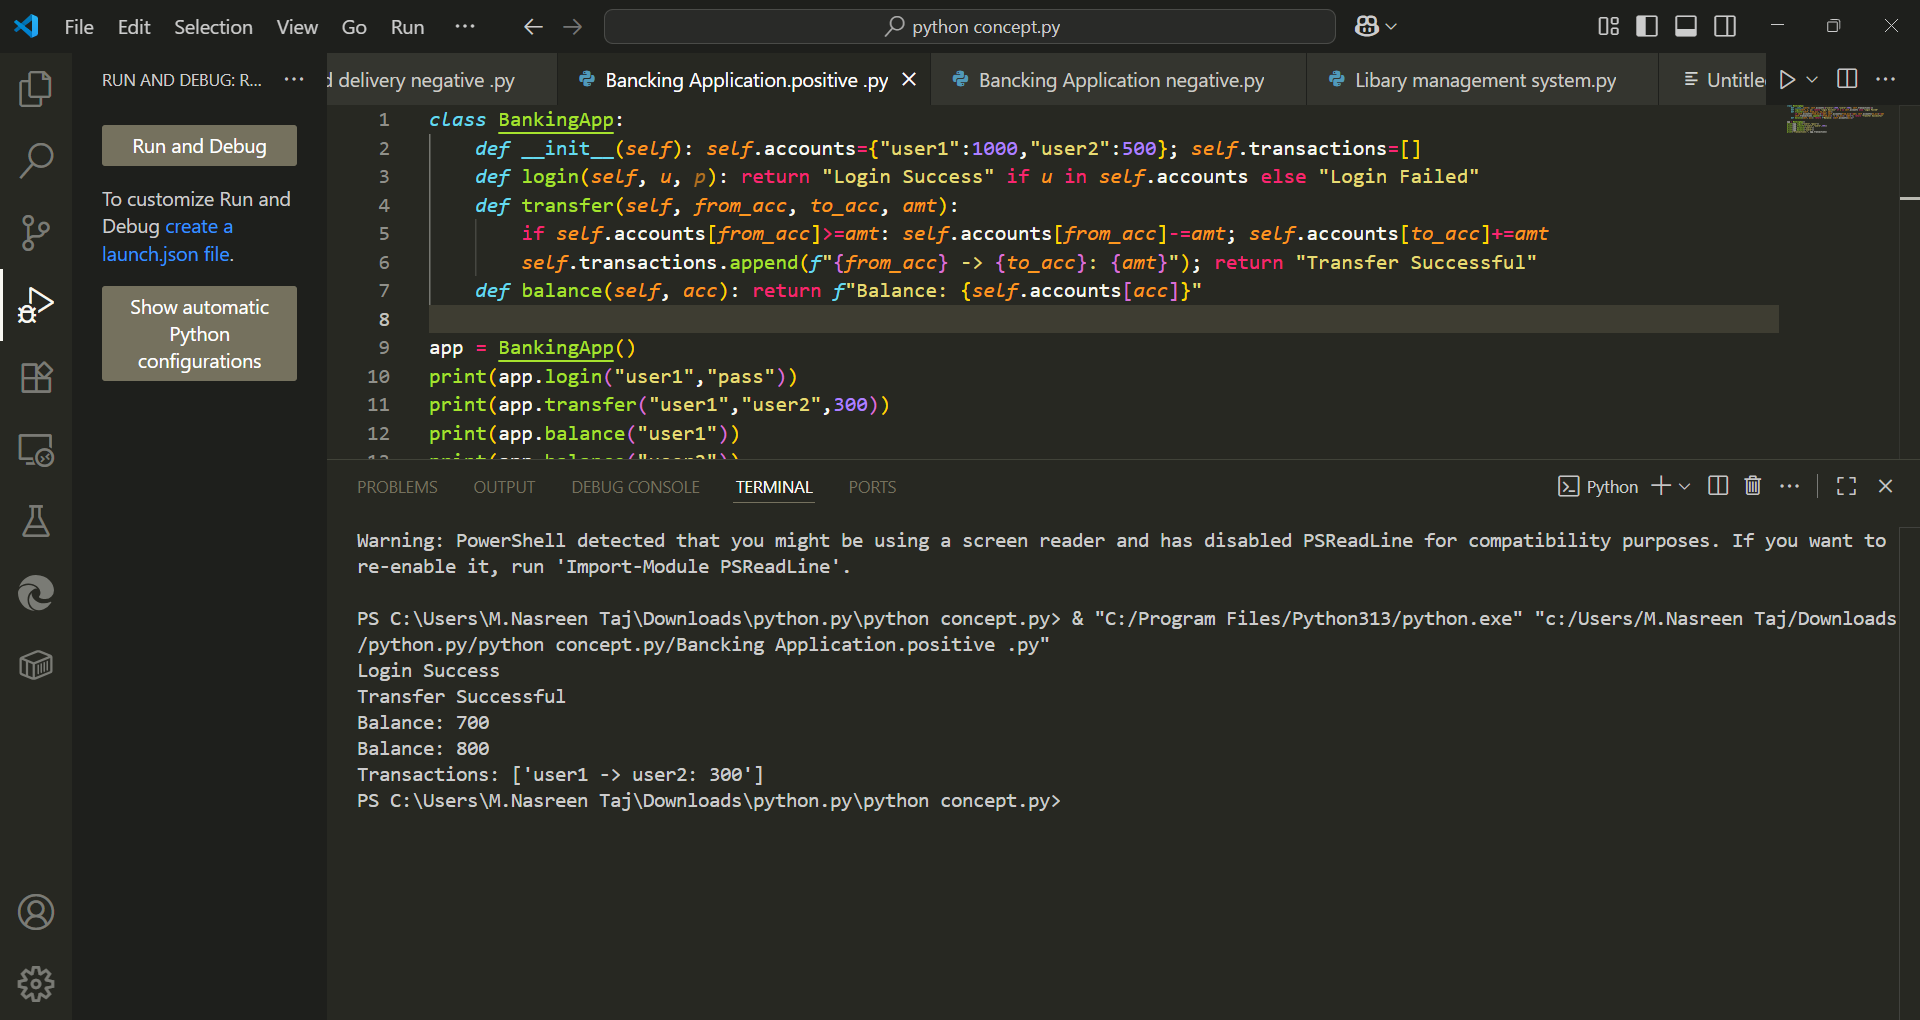 File Edit Selection View Go Run ··· python concept.py
RUN AND DEBUG: R... ···
d delivery negative .py Bancking Application.positive .py Bancking Application negative.py Libary management system.py Untitle
Run and Debug
To customize Run and
Debug create a
launch.json file.
Show automatic
Python
configurations
1 class BankingApp:
2     def __init__(self): self.accounts={"user1":1000,"user2":500}; self.transactions=[]
3     def login(self, u, p): return "Login Success" if u in self.accounts else "Login Failed"
4     def transfer(self, from_acc, to_acc, amt):
5         if self.accounts[from_acc]>=amt: self.accounts[from_acc]-=amt; self.accounts[to_acc]+=amt
6         self.transactions.append(f"{from_acc} -> {to_acc}: {amt}"); return "Transfer Successful"
7     def balance(self, acc): return f"Balance: {self.accounts[acc]}"
8
9 app = BankingApp()
10 print(app.login("user1","pass"))
11 print(app.transfer("user1","user2",300))
12 print(app.balance("user1"))
13 print(app.balance("user2"))
PROBLEMS OUTPUT DEBUG CONSOLE TERMINAL PORTS Python
Warning: PowerShell detected that you might be using a screen reader and has disabled PSReadLine for compatibility purposes. If you want to
re-enable it, run 'Import-Module PSReadLine'.
PS C:\Users\M.Nasreen Taj\Downloads\python.py\python concept.py> & "C:/Program Files/Python313/python.exe" "c:/Users/M.Nasreen Taj/Downloads
/python.py/python concept.py/Bancking Application.positive .py"
Login Success
Transfer Successful
Balance: 700
Balance: 800
Transactions: ['user1 -> user2: 300']
PS C:\Users\M.Nasreen Taj\Downloads\python.py\python concept.py>